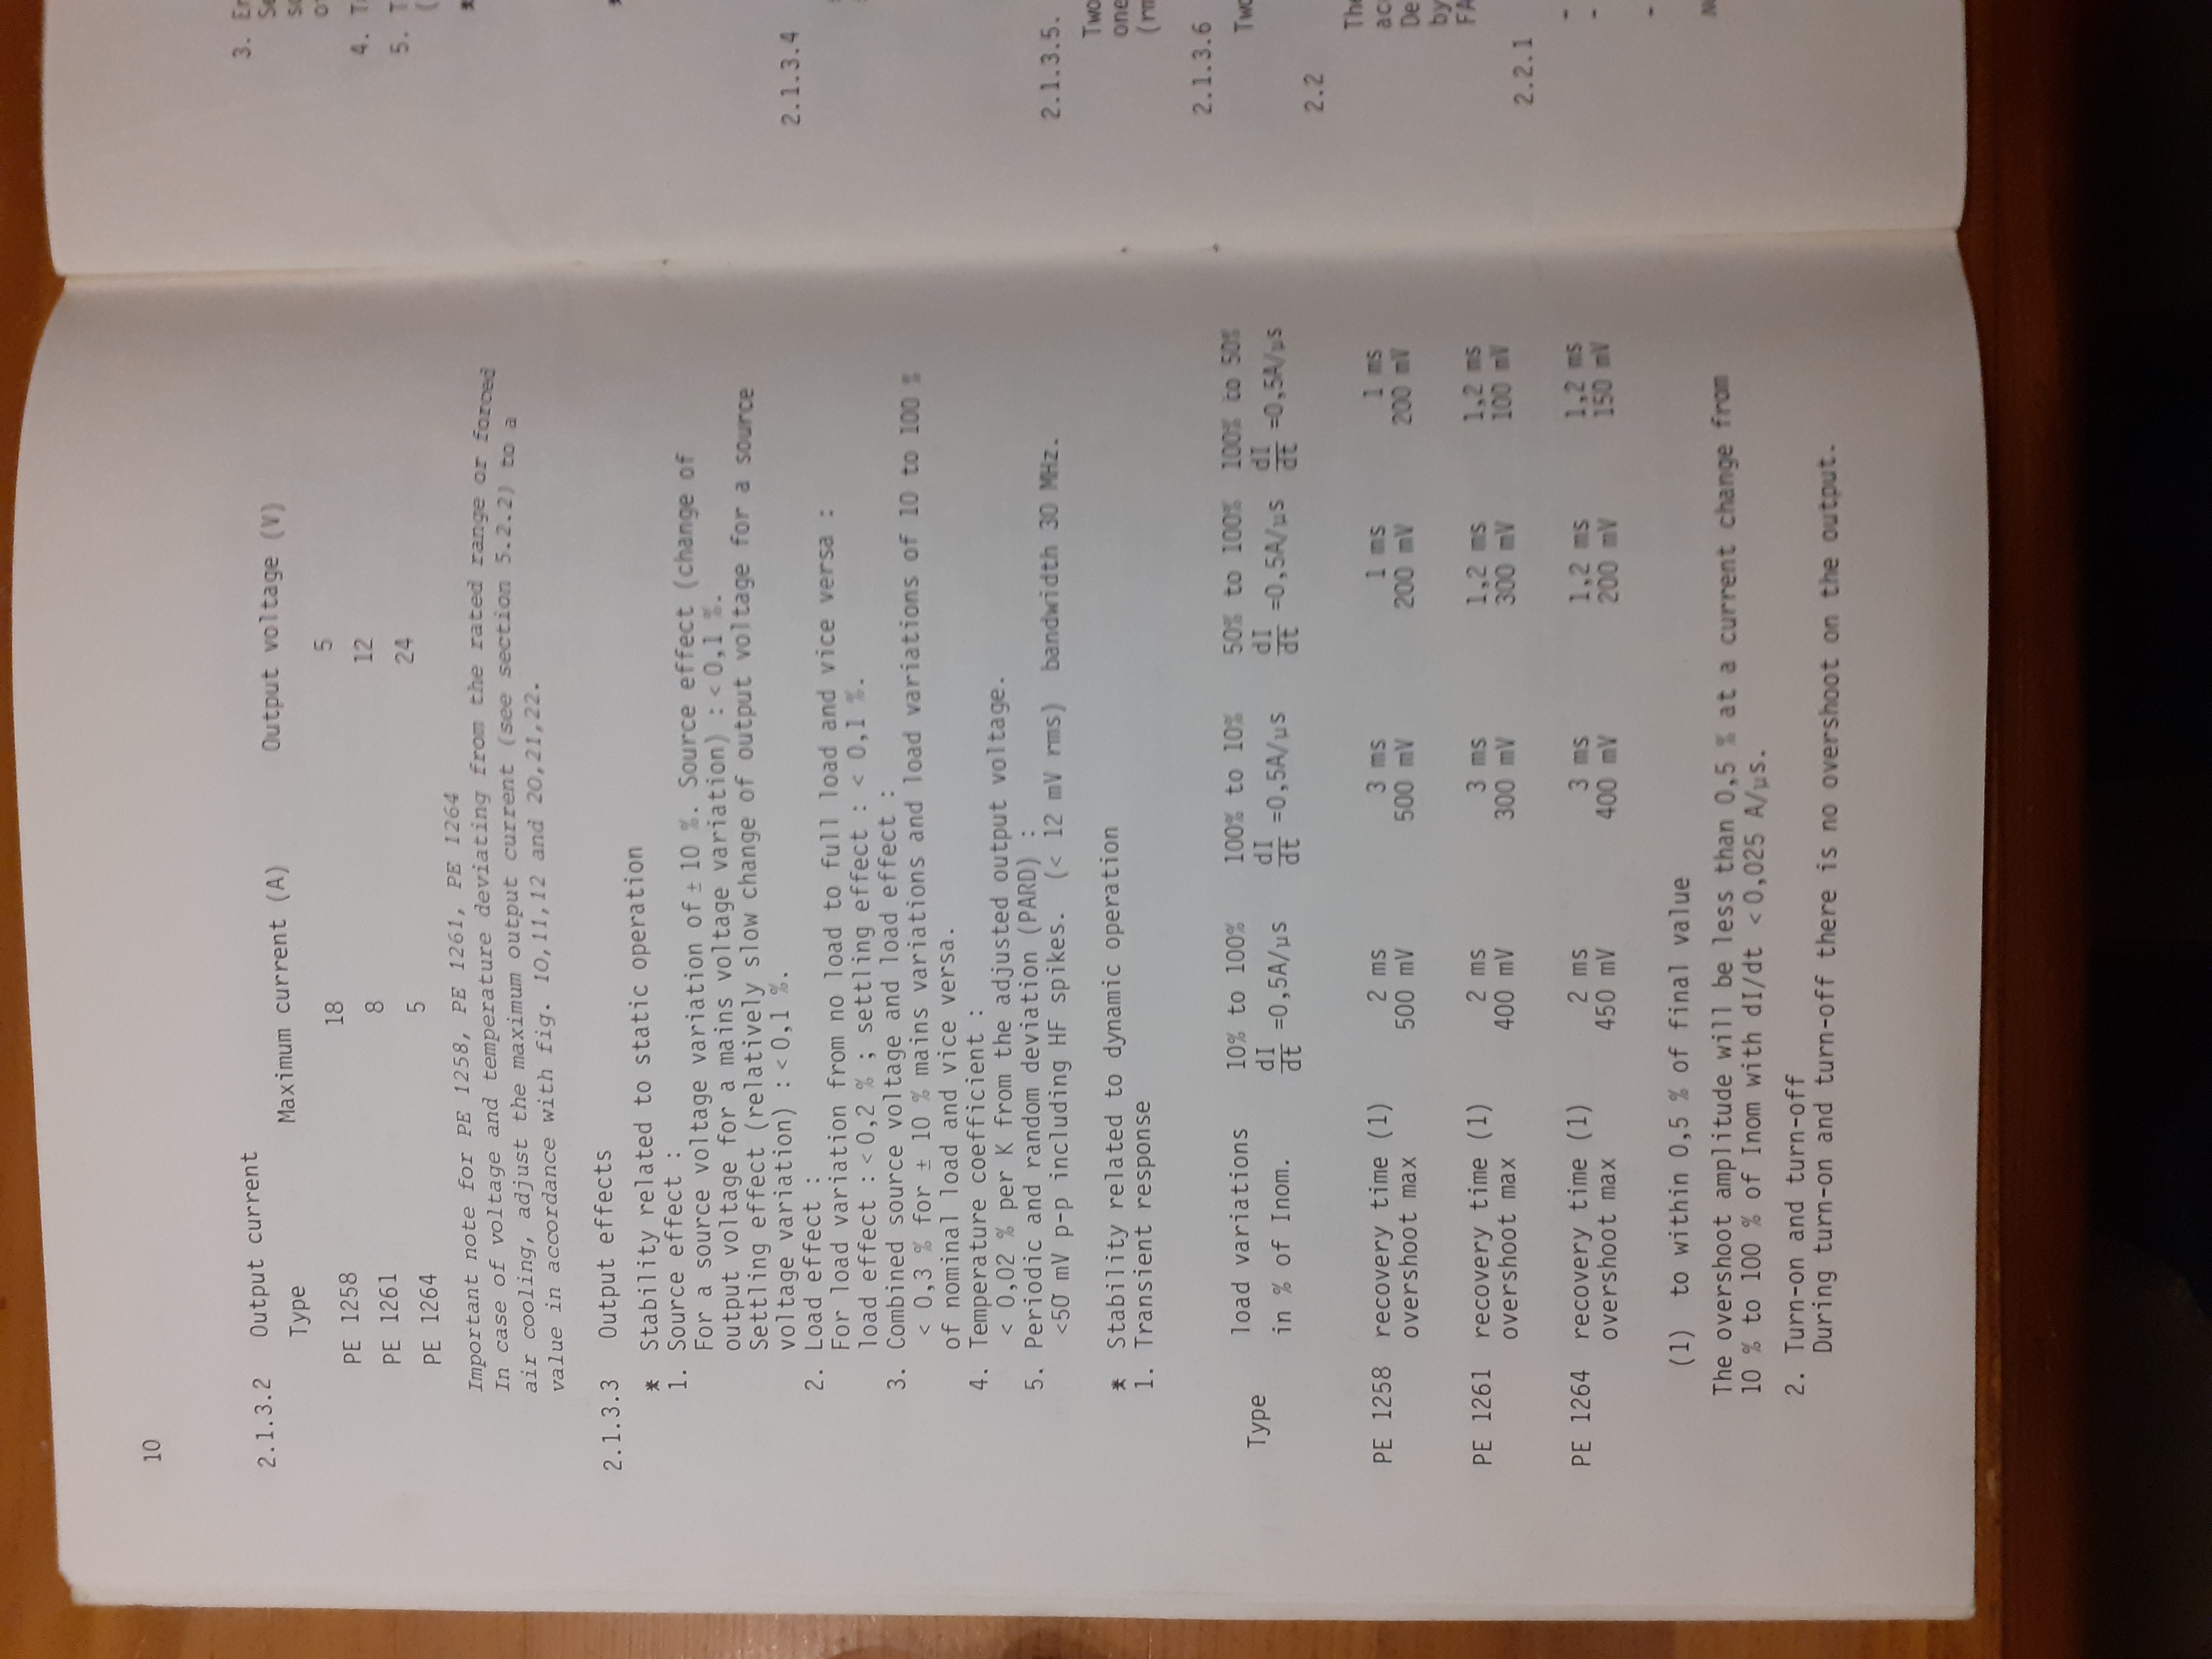 10
2.1.3.2 Output current
Type Maximum current (A) Output voltage (V)
PE 1258 18 5
PE 1261 8 12
PE 1264 5 24
Important note for PE 1258, PE 1261, PE 1264
In case of voltage and temperature deviating from the rated range or forced
air cooling, adjust the maximum output current (see section 5.2.2) to a
value in accordance with fig. 10,11,12 and 20,21,22.
2.1.3.3 Output effects
* Stability related to static operation
1. Source effect :
For a source voltage variation of ± 10 %. Source effect (change of
output voltage for a mains voltage variation) : < 0,1 %.
Settling effect (relatively slow change of output voltage for a source
voltage variation) : < 0,1 %.
2. Load effect :
For load variation from no load to full load and vice versa :
load effect : < 0,2 % ; settling effect : < 0,1 %.
3. Combined source voltage and load effect :
< 0,3 % for ± 10 % mains variations and load variations of 10 to 100 %
of nominal load and vice versa.
4. Temperature coefficient :
< 0,02 % per K from the adjusted output voltage.
5. Periodic and random deviation (PARD) :
<50 mV p-p including HF spikes. (< 12 mV rms) bandwidth 30 MHz.
* Stability related to dynamic operation
1. Transient response
Type load variations 10% to 100% 100% to 10% 50% to 100% 100% to 50%
in % of Inom. dI/dt =0,5A/µs dI/dt =0,5A/µs dI/dt =0,5A/µs dI/dt =0,5A/µs
PE 1258 recovery time (1) 2 ms 3 ms 1 ms 1 ms
overshoot max 500 mV 500 mV 200 mV 200 mV
PE 1261 recovery time (1) 2 ms 3 ms 1,2 ms 1,2 ms
overshoot max 400 mV 300 mV 300 mV 100 mV
PE 1264 recovery time (1) 2 ms 3 ms 1,2 ms 1,2 ms
overshoot max 450 mV 400 mV 200 mV 150 mV
(1) to within 0,5 % of final value
The overshoot amplitude will be less than 0,5 % at a current change from
10 % to 100 % of Inom with dI/dt < 0,025 A/µs.
2. Turn-on and turn-off
During turn-on and turn-off there is no overshoot on the output.
3.
4.
5.
*
2.1.3.4
2.1.3.5.
Two
one
2.1.3.6
Two
2.2
The
by
2.2.1
-
-
-